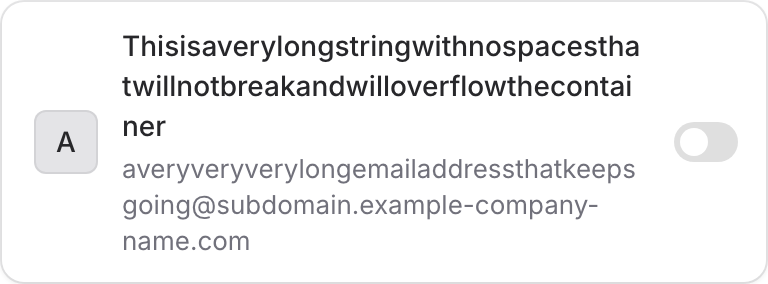 Thisisaverylongstringwithnospacestha
twillnotbreakandwilloverflowthecontai
ner
A
averyveryverylongemailaddressthatkeeps
going@subdomain.example-company-
name.com